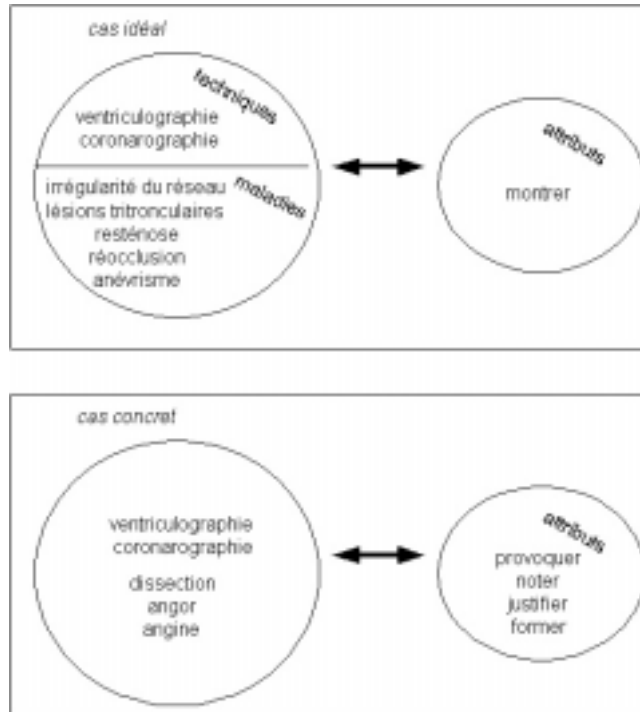 cas idéal
techniquits
ventriculographie
coronarographie
irrégularité du réseau
maladies
lésions tritronculaires
resténose
réocclusion
anévrisme
attributs
montrer
cas concret
ventriculographie
coronarographie
dissection
angor
angine
attributs
provoquer
noter
justifier
former